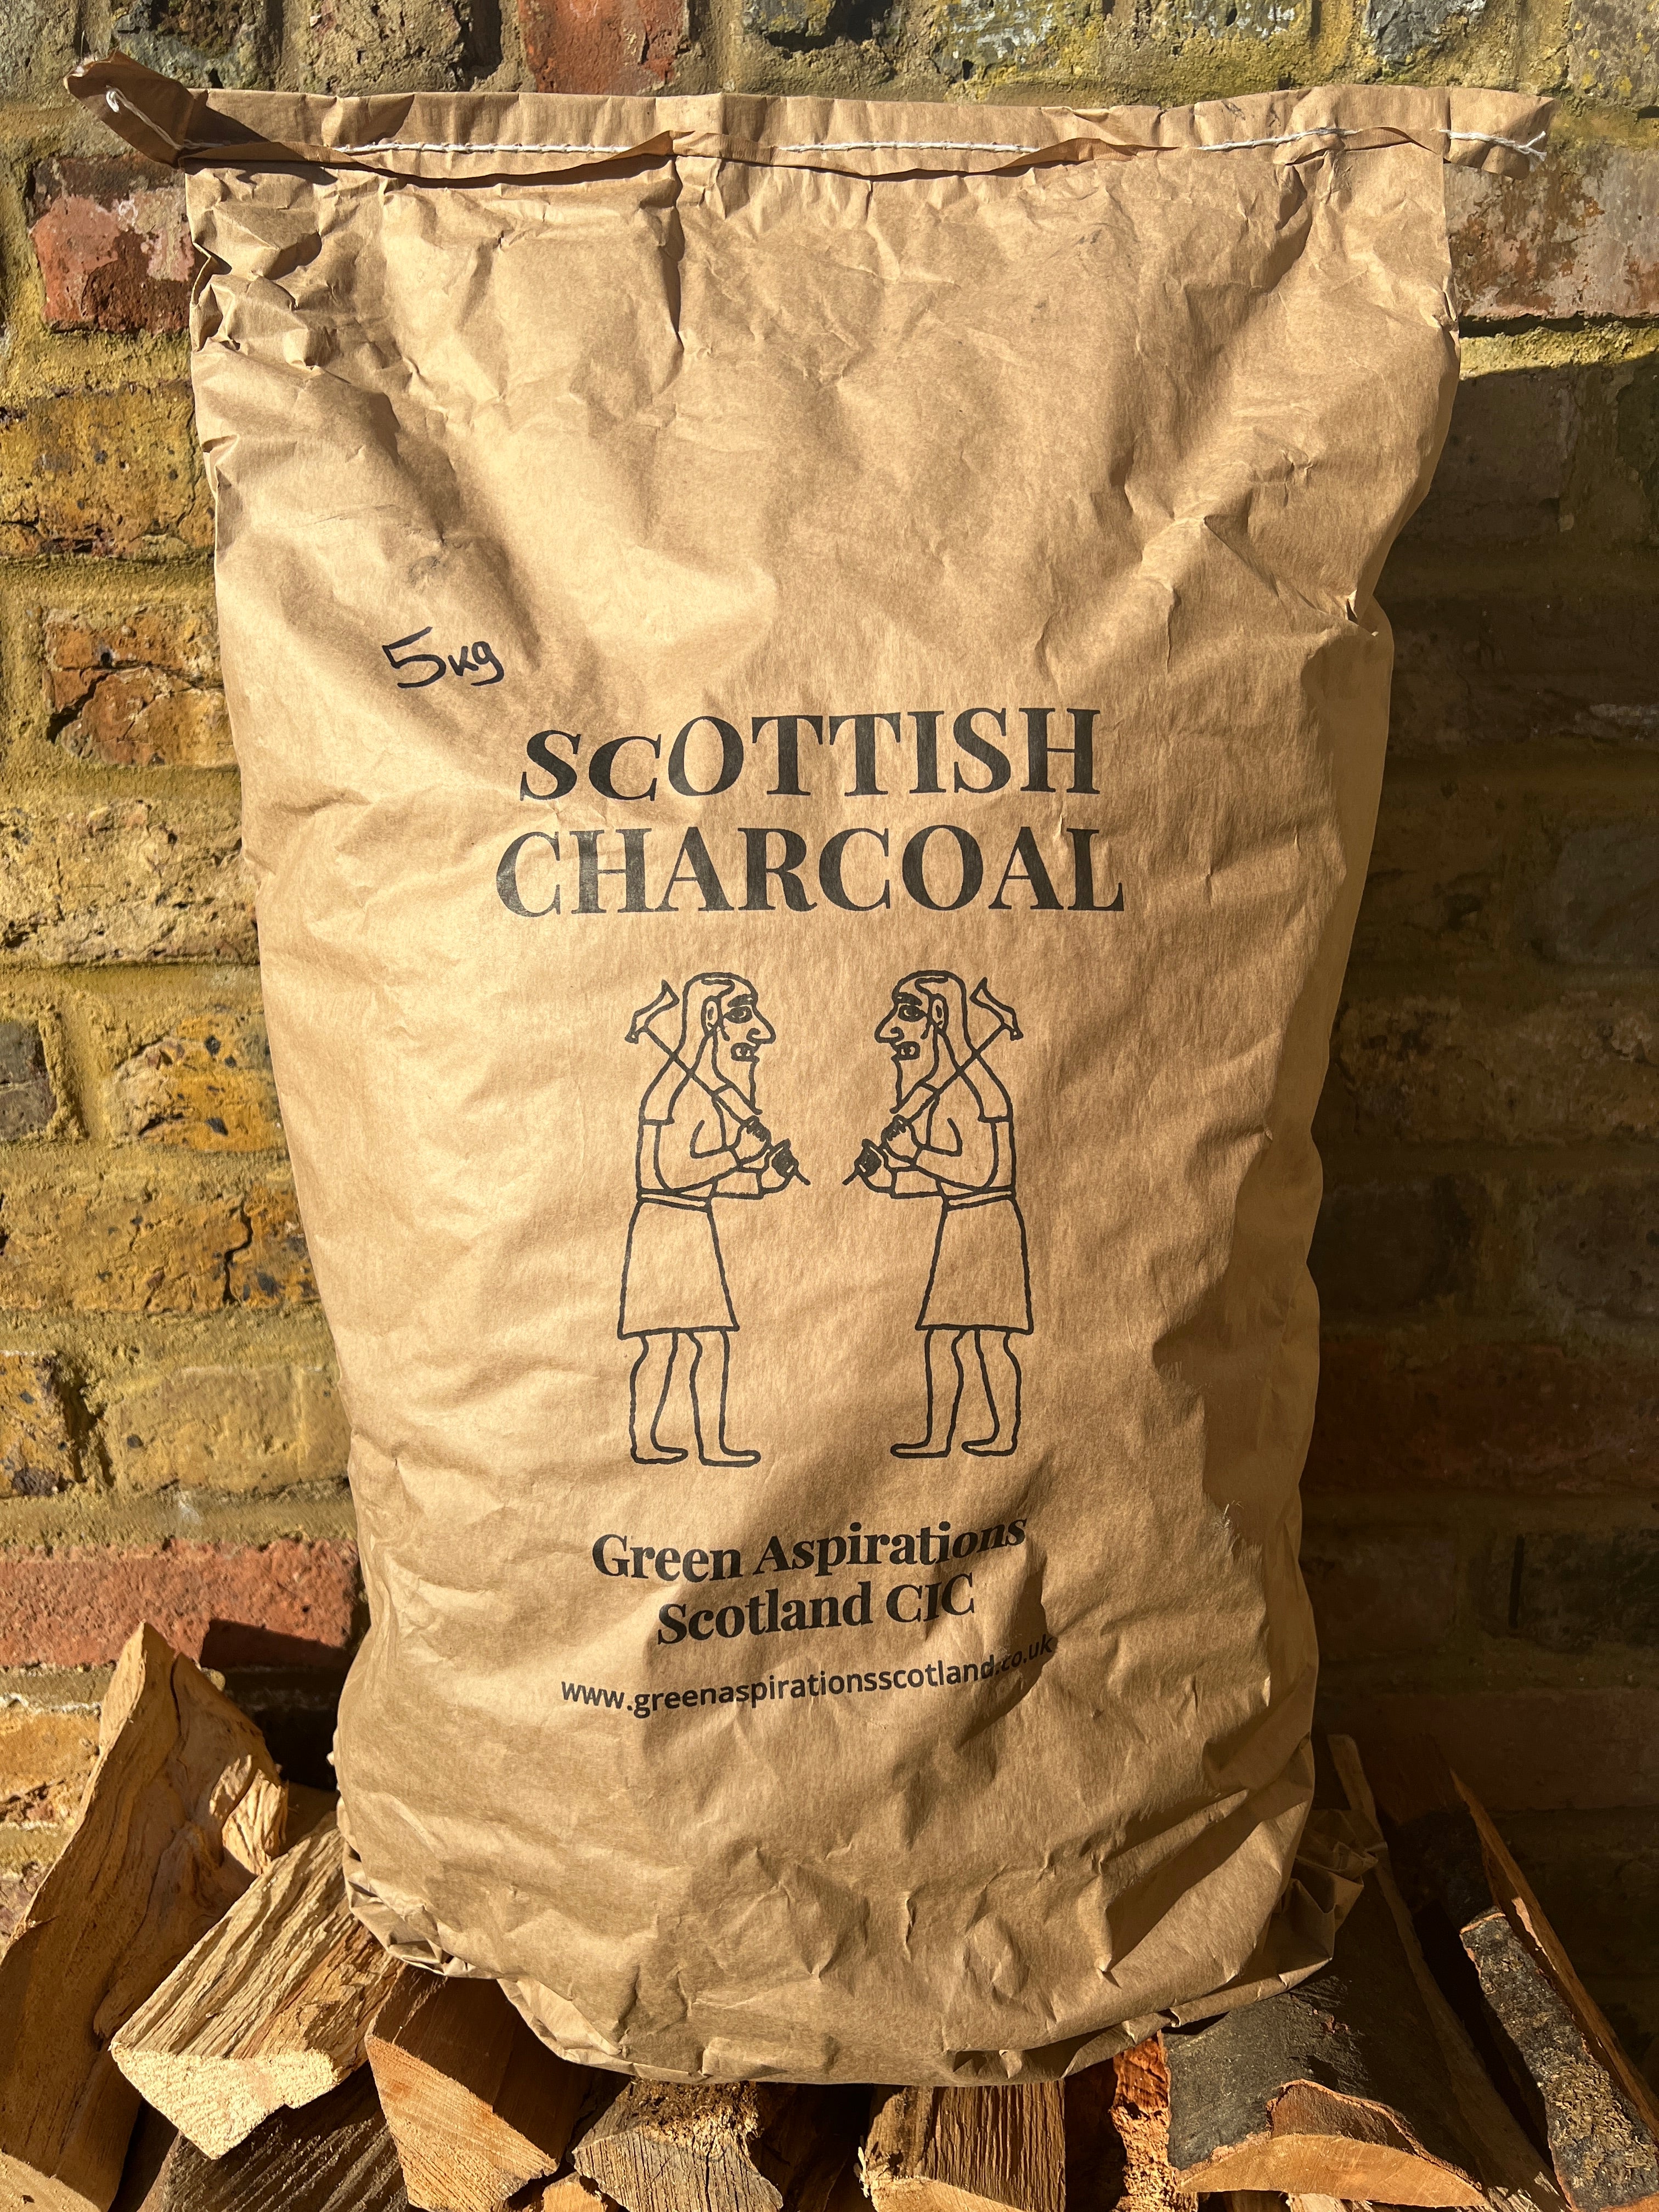 5kg
SCOTTISH
CHARCOAL
Green Aspirations
Scotland CIC
www.greenaspirationsscotland.co.uk